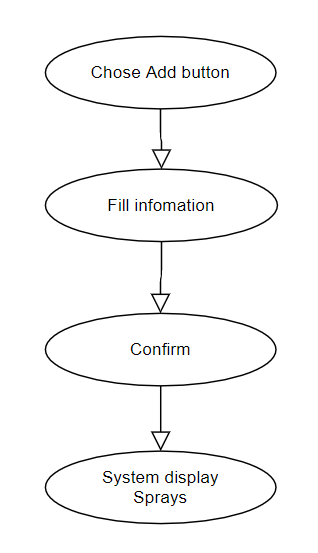 Chose Add button
Fill infomation
Confirm
System display
Sprays